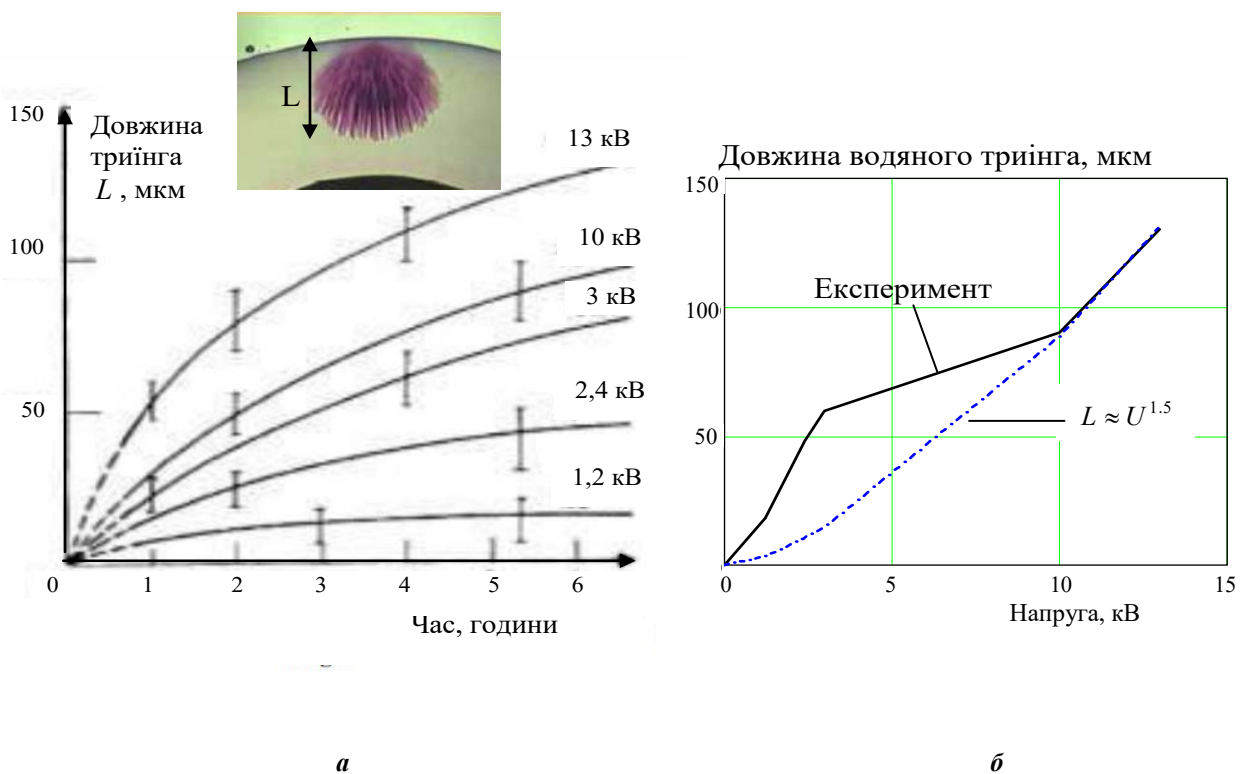 150
Довжина
триїнга
L , мкм
L
13 кВ
100
10 кВ
3 кВ
50
2,4 кВ
1,2 кВ
0
1
2
3
4
5
6
Час, години
а
Довжина водяного триінга, мкм
150
Експеримент
100
L ≈ U^1.5
50
0
5
10
15
Напруга, кВ
б